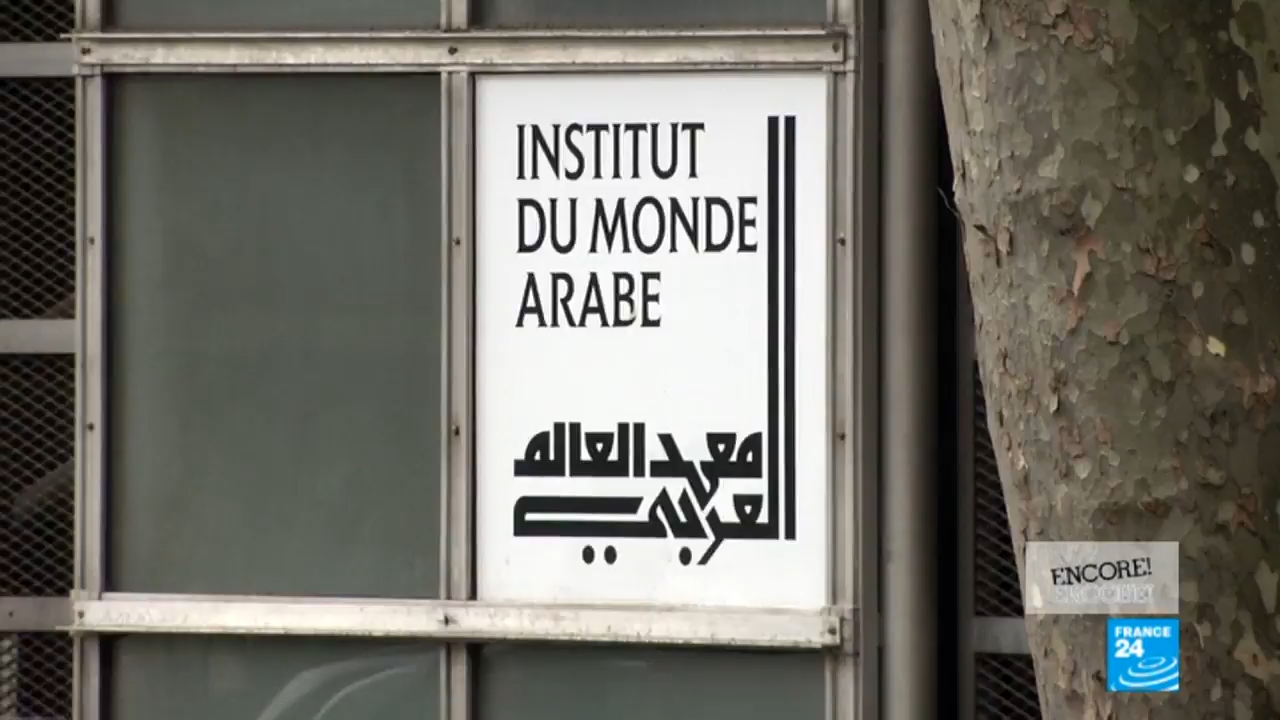 INSTITUT
DU MONDE
ARABE
معهد العالم
العربي
ENCORE!
FRANCE
24